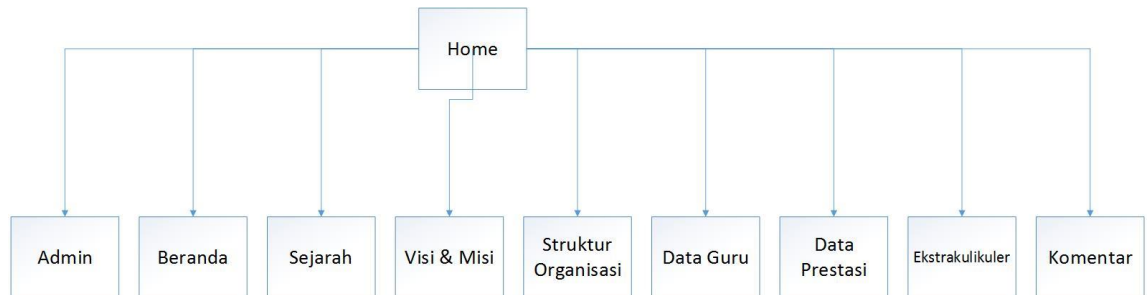 Home
Admin
Beranda
Sejarah
Visi & Misi
Struktur
Organisasi
Data Guru
Data
Prestasi
Ekstrakulikuler
Komentar